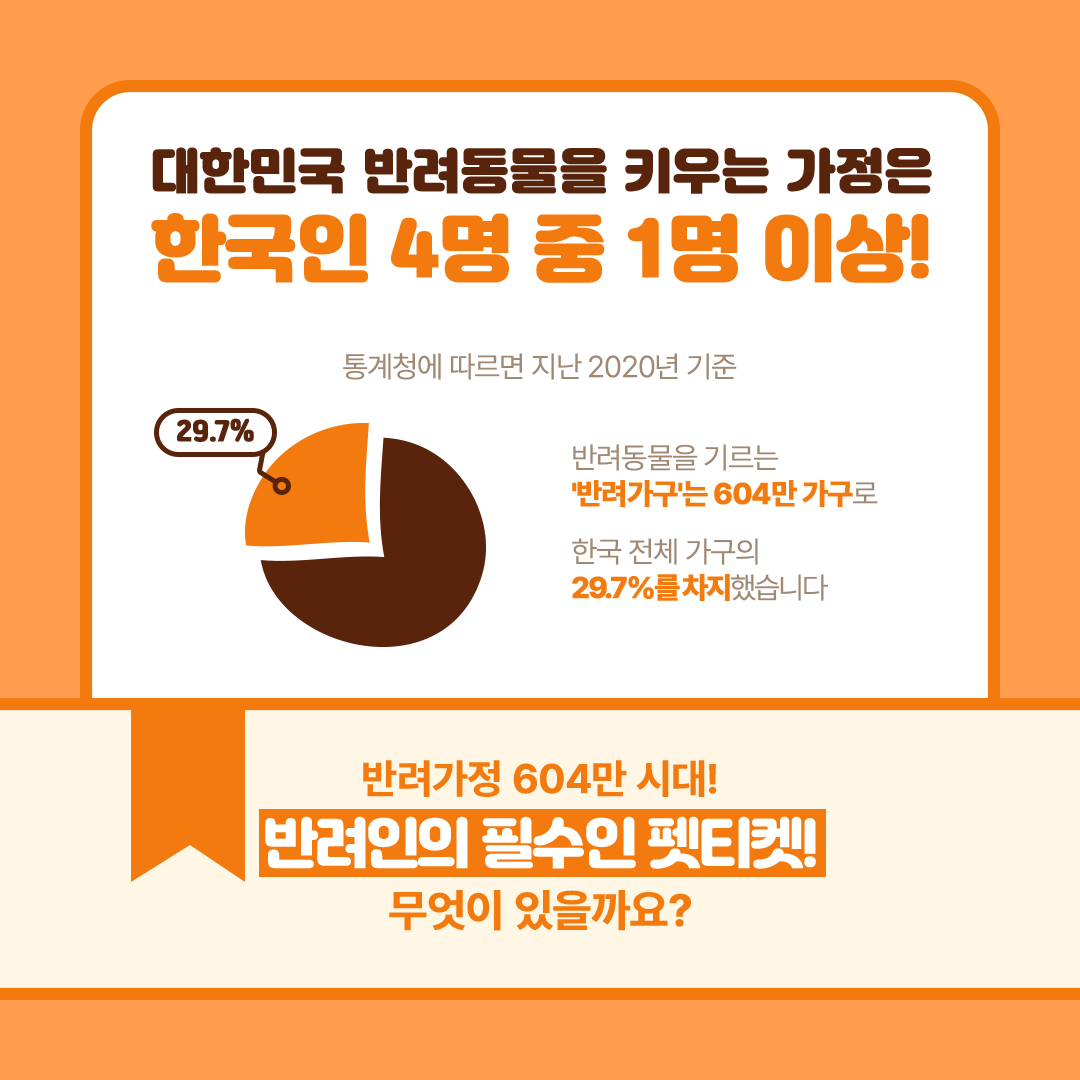 대한민국 반려동물을 키우는 가정은
한국인 4명 중 1명 이상!
통계청에 따르면 지난 2020년 기준
29.7%
반려동물을 기르는
'반려가구'는 604만 가구로
한국 전체 가구의
29.7%를 차지했습니다
반려가정 604만 시대!
반려인의 필수인 펫티켓!
무엇이 있을까요?